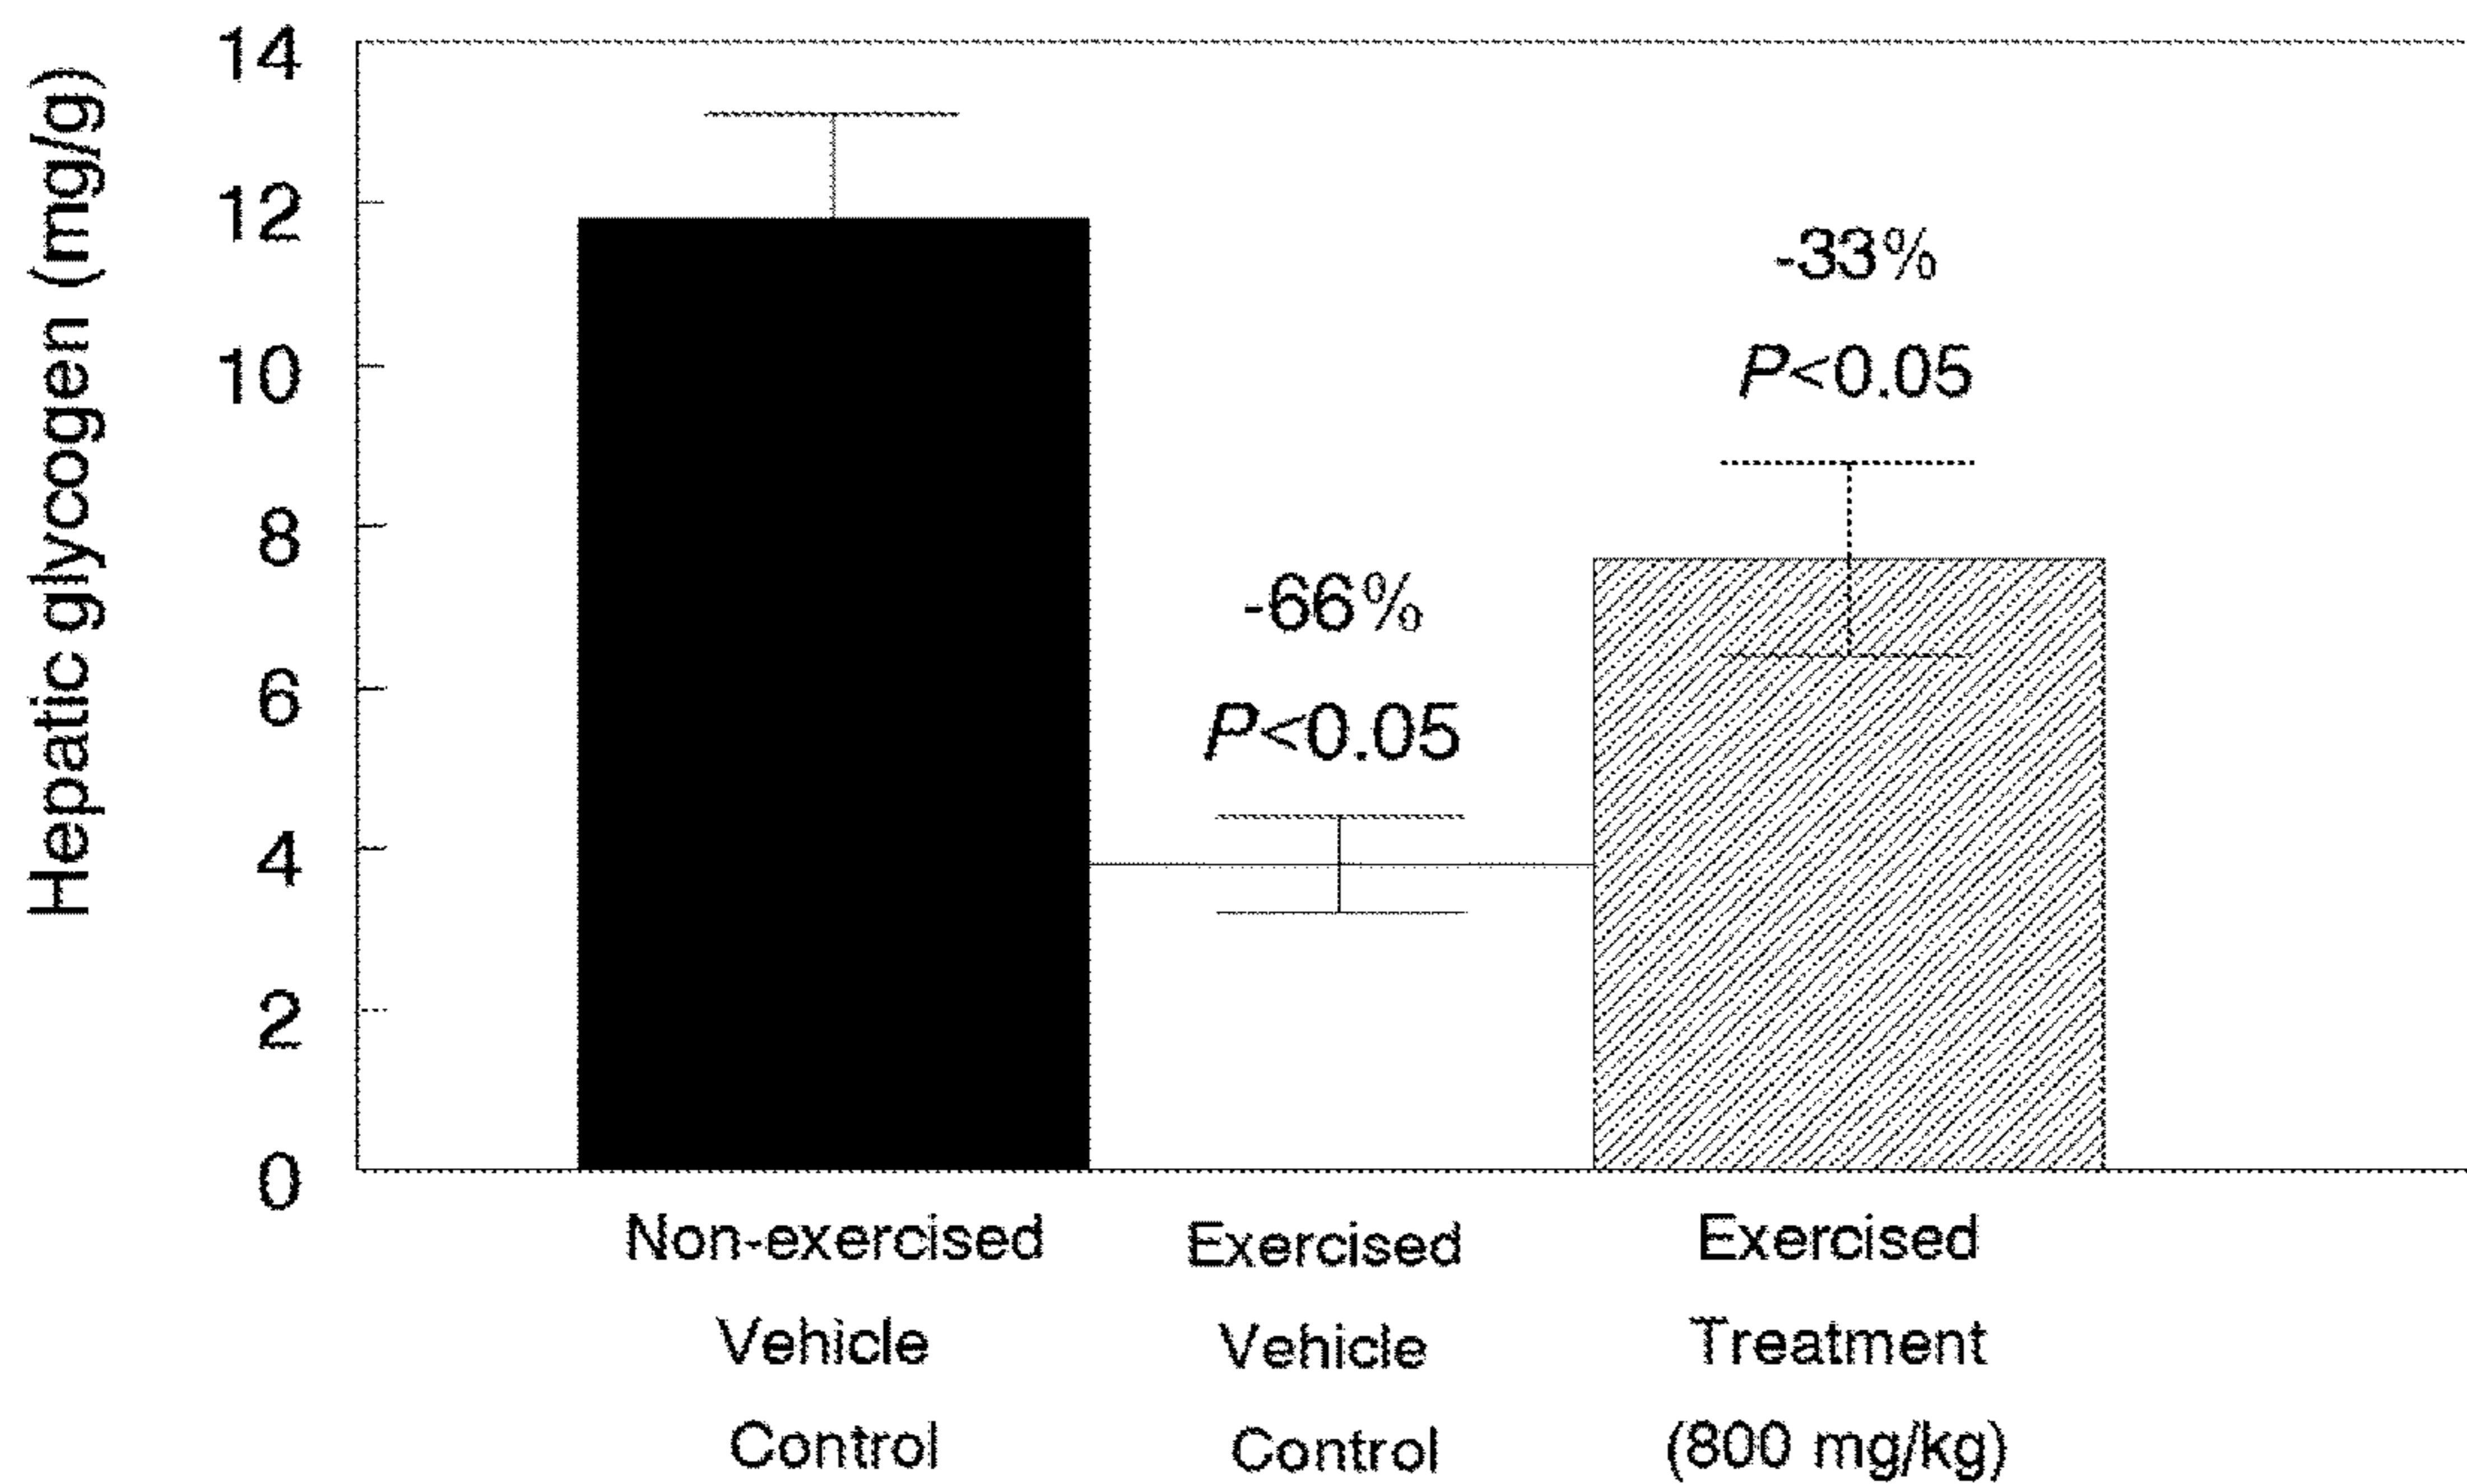 Hepatic glycogen (mg/g)
14
12
10
8
6
4
2
0
-66%
P<0.05
-33%
P<0.05
Non-exercised
Vehicle
Control
Exercised
Vehicle
Control
Exercised
Treatment
(800 mg/kg)